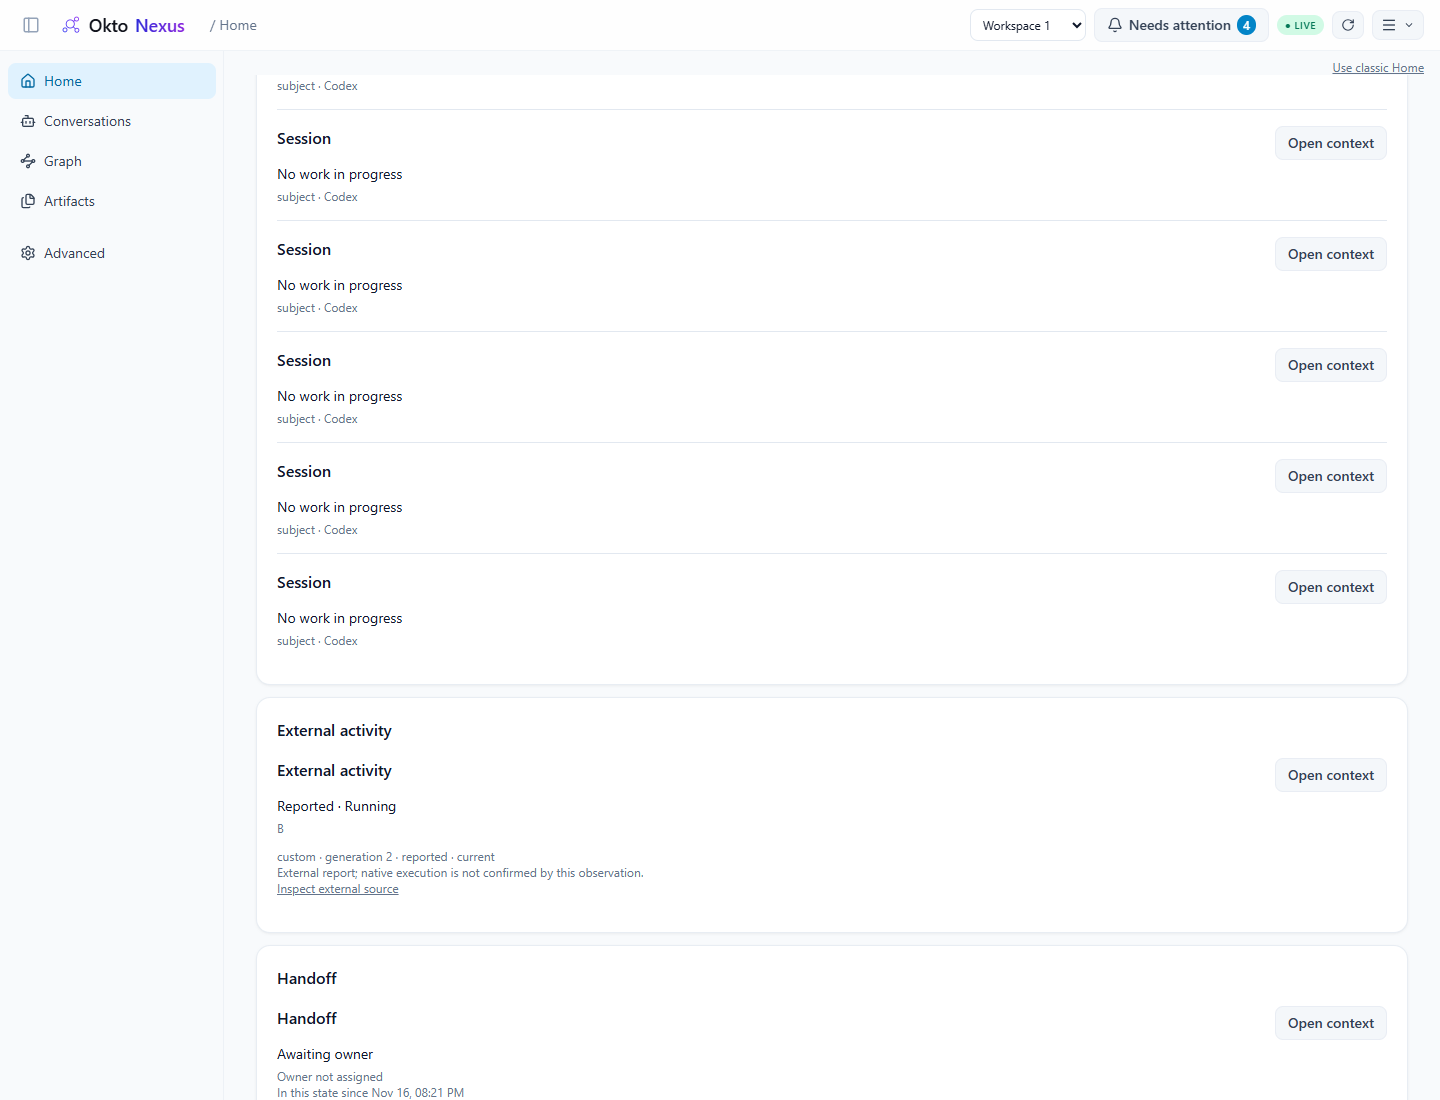 Okto Nexus
/ Home
Workspace 1
Needs attention 4
• LIVE
Home
Conversations
Graph
Artifacts
Advanced
Use classic Home
subject · Codex
Session
Open context
No work in progress
subject · Codex
Session
Open context
No work in progress
subject · Codex
Session
Open context
No work in progress
subject · Codex
Session
Open context
No work in progress
subject · Codex
Session
Open context
No work in progress
subject · Codex
External activity
External activity
Open context
Reported · Running
B
custom · generation 2 · reported · current
External report; native execution is not confirmed by this observation.
Inspect external source
Handoff
Handoff
Open context
Awaiting owner
Owner not assigned
In this state since Nov 16, 08:21 PM